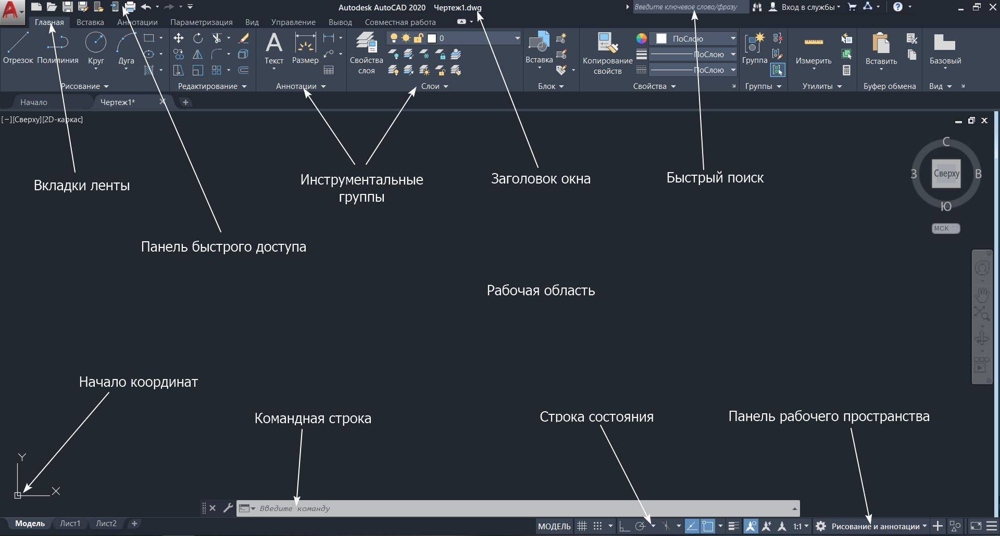 Autodesk AutoCAD 2020 Чертеж1.dwg
Введите ключевое слово/фразу
Вход в службы
Главная Вставка Аннотации Параметризация Вид Управление Вывод Совместная работа
Отрезок Полилиния Круг Дуга
Рисование
Редактирование
Текст Размер
Аннотации
Свойства
слоя
0
Слои
Вставка
Блок
Копирование
свойств
ПоСлою
ПоСлою
ПоСлою
Свойства
Группа
Группы
Измерить
Утилиты
Вставить
Буфер обмена
Базовый
Вид
Начало Чертеж1*
[−][Сверху][2D-каркас]
С
З Сверху В
Ю
МСК
Вкладки ленты
Инструментальные
группы
Заголовок окна
Быстрый поиск
Панель быстрого доступа
Рабочая область
Начало координат
Командная строка
Строка состояния
Панель рабочего пространства
Y
X
Введите команду
Модель Лист1 Лист2
МОДЕЛЬ
1:1
Рисование и аннотации